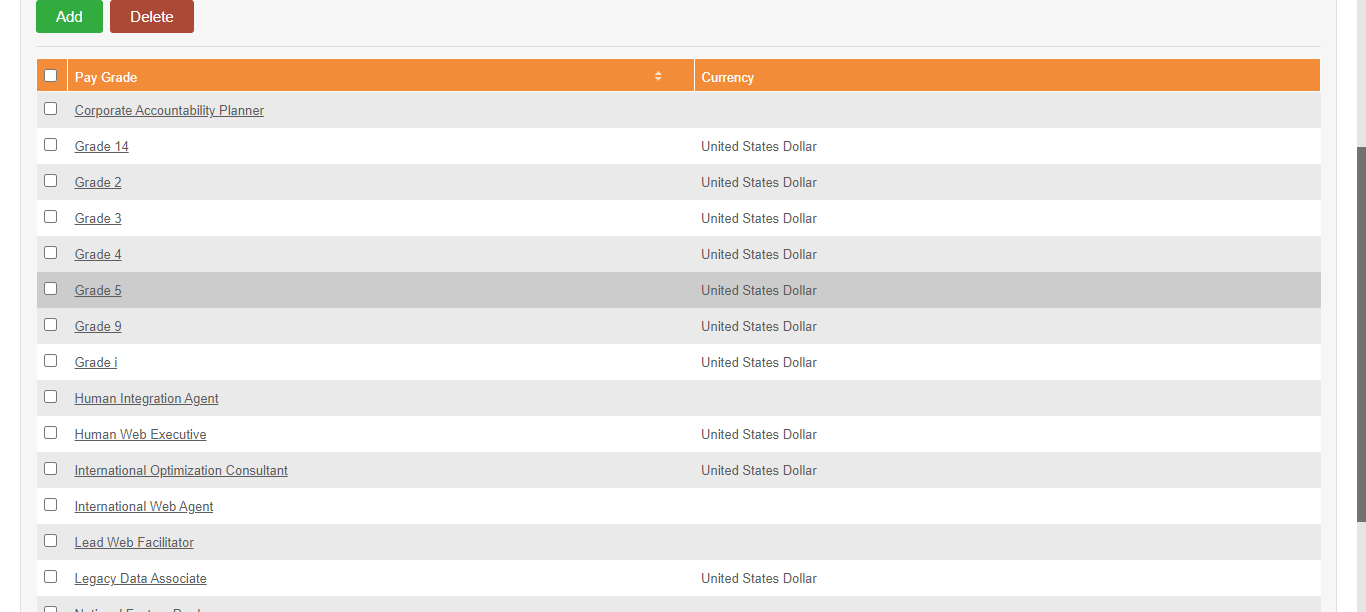 Add Delete
Pay Grade Currency
Corporate Accountability Planner
Grade 14 United States Dollar
Grade 2 United States Dollar
Grade 3 United States Dollar
Grade 4 United States Dollar
Grade 5 United States Dollar
Grade 9 United States Dollar
Grade i United States Dollar
Human Integration Agent
Human Web Executive United States Dollar
International Optimization Consultant United States Dollar
International Web Agent
Lead Web Facilitator
Legacy Data Associate United States Dollar